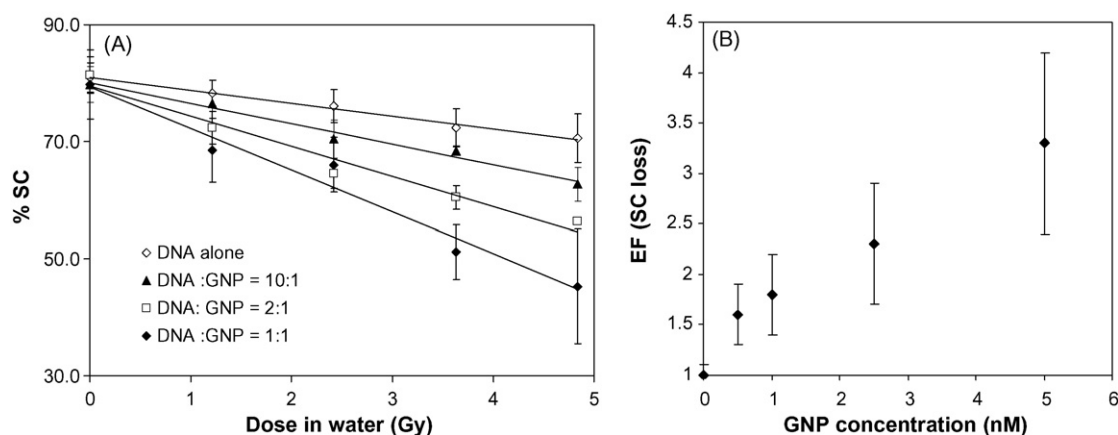 (A)
90.0
70.0
50.0
30.0
% SC
DNA alone
DNA :GNP = 10:1
DNA: GNP = 2:1
DNA :GNP = 1:1
0 1 2 3 4 5
Dose in water (Gy)
(B)
4.5
4
3.5
3
2.5
2
1.5
1
EF (SC loss)
0 1 2 3 4 5 6
GNP concentration (nM)